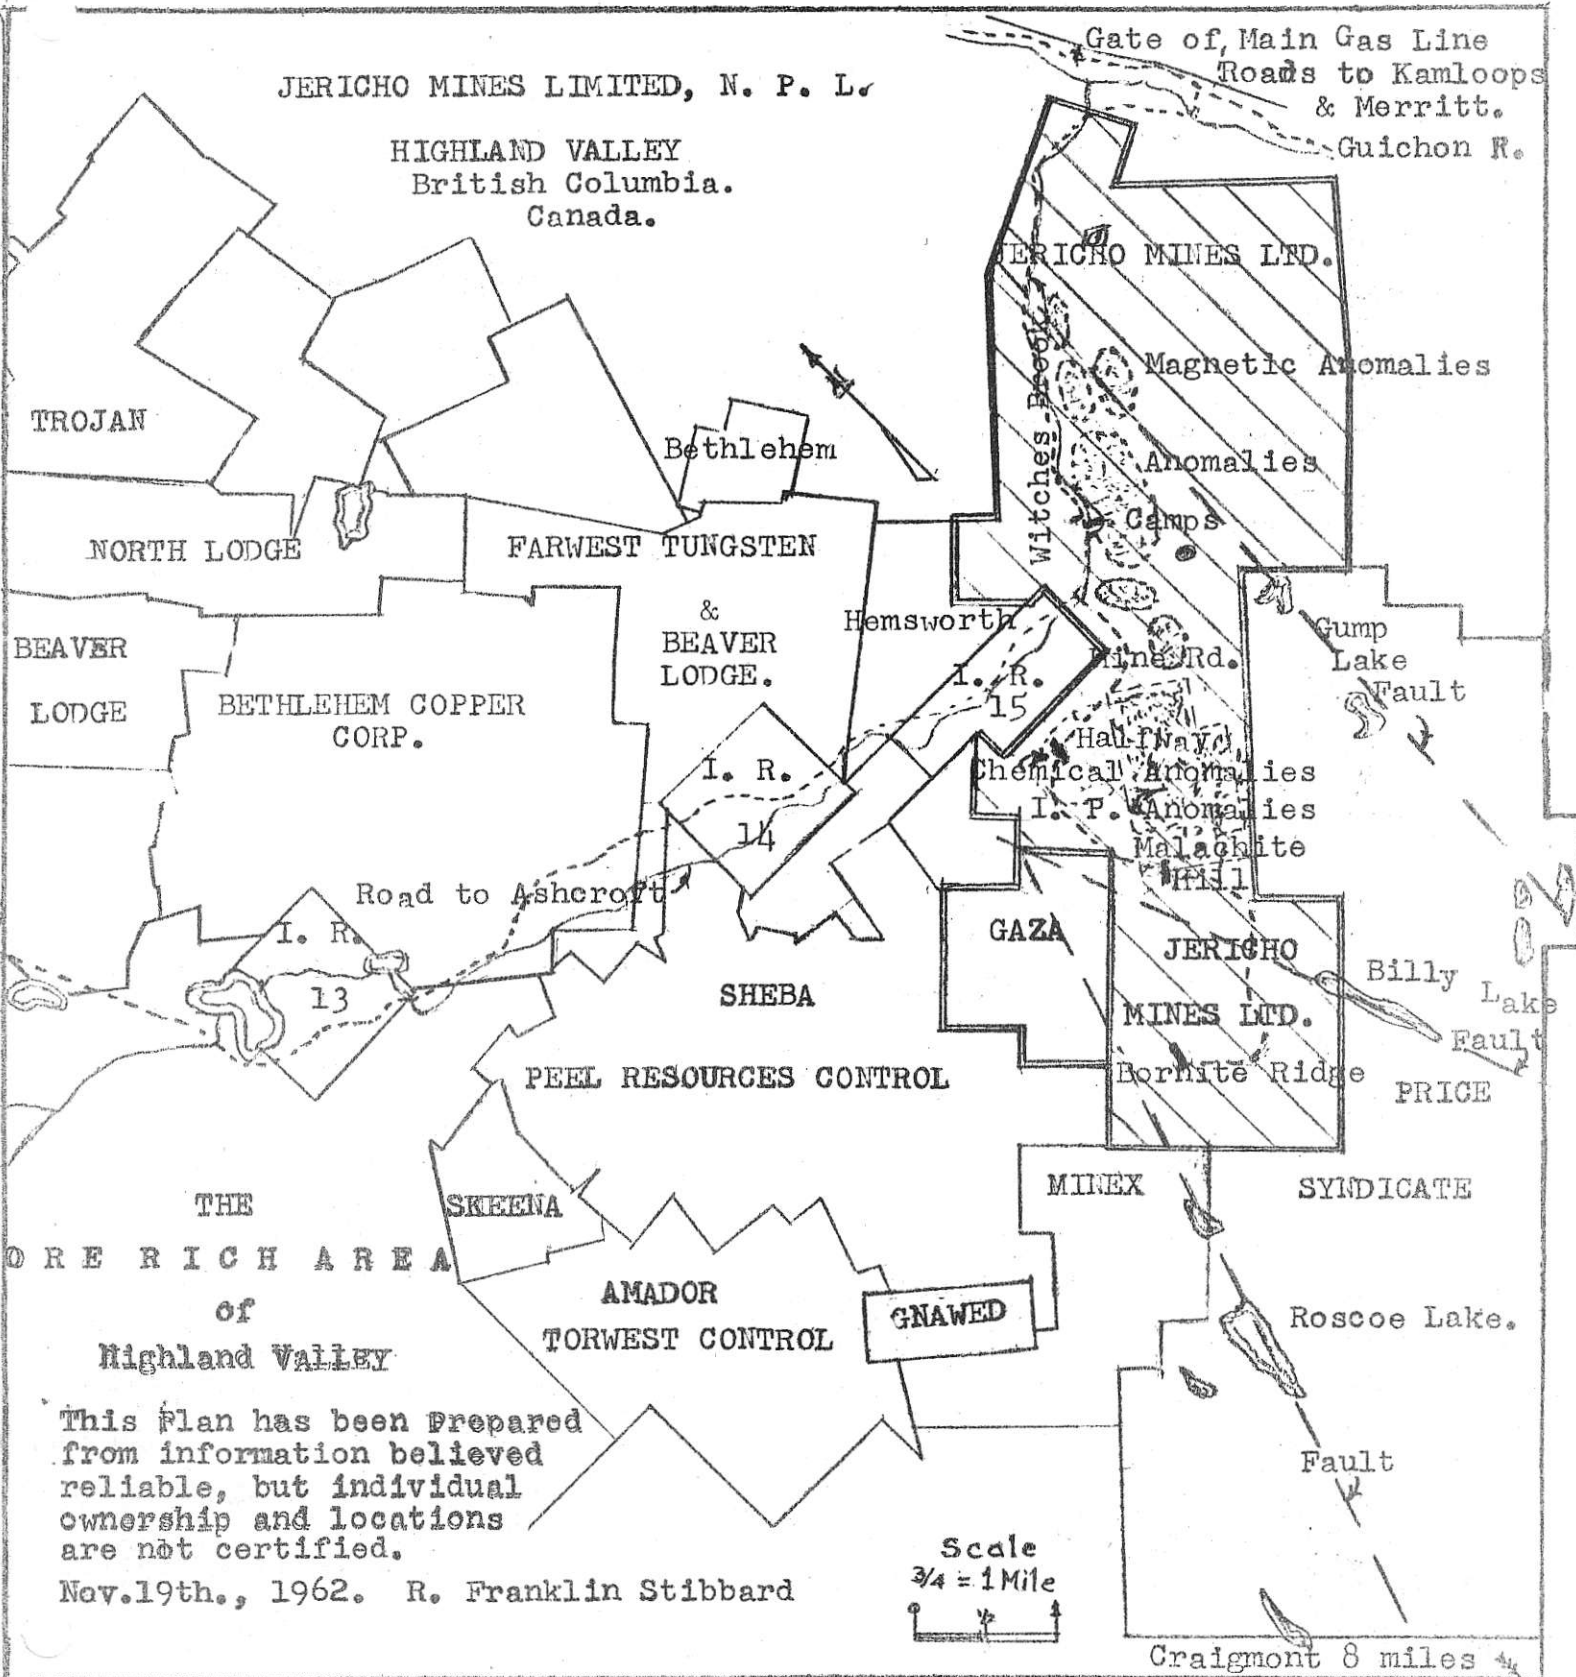 Gate of, Main Gas Line
Roads to Kamloops
& Merritt.
Guichon R.
JERICHO MINES LIMITED, N. P. L.
HIGHLAND VALLEY
British Columbia.
Canada.
JERICHO MINES LTD.
Witches Brook
Magnetic Anomalies
Anomalies
Camps
TROJAN
Bethlehem
NORTH LODGE
FARWEST TUNGSTEN
&
BEAVER
LODGE.
Hemsworth
BEAVER
LODGE
BETHLEHEM COPPER
CORP.
I. R.
15
Mine Rd.
Gump
Lake
Fault
Halfway
Chemical Anomalies
I. P. Anomalies
Malachite
Hill
I. R.
14
Road to Ashcroft
I. R.
13
GAZA
JERICHO
MINES LTD.
Bornite Ridge
Billy
Lake
Fault
PRICE
SHEBA
PEEL RESOURCES CONTROL
MINEX
SYNDICATE
SKEENA
THE
ORE RICH AREA
of
Highland Valley
AMADOR
TORWEST CONTROL
GNAWED
Roscoe Lake.
Fault
This Plan has been Prepared
from information believed
reliable, but individual
ownership and locations
are not certified.
Nov.19th., 1962. R. Franklin Stibbard
Scale
3/4 = 1 Mile
1/2
1
Craigmont 8 miles